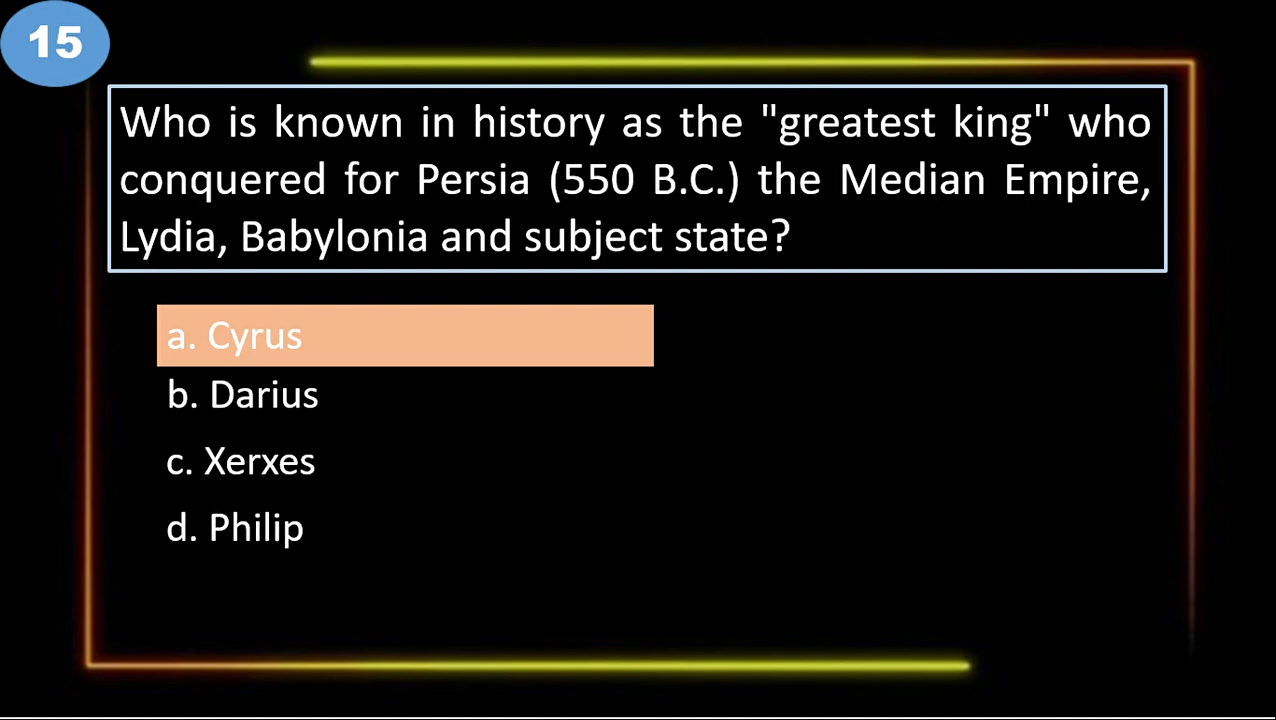 15
Who is known in history as the "greatest king" who
conquered for Persia (550 B.C.) the Median Empire,
Lydia, Babylonia and subject state?
a. Cyrus
b. Darius
c. Xerxes
d. Philip